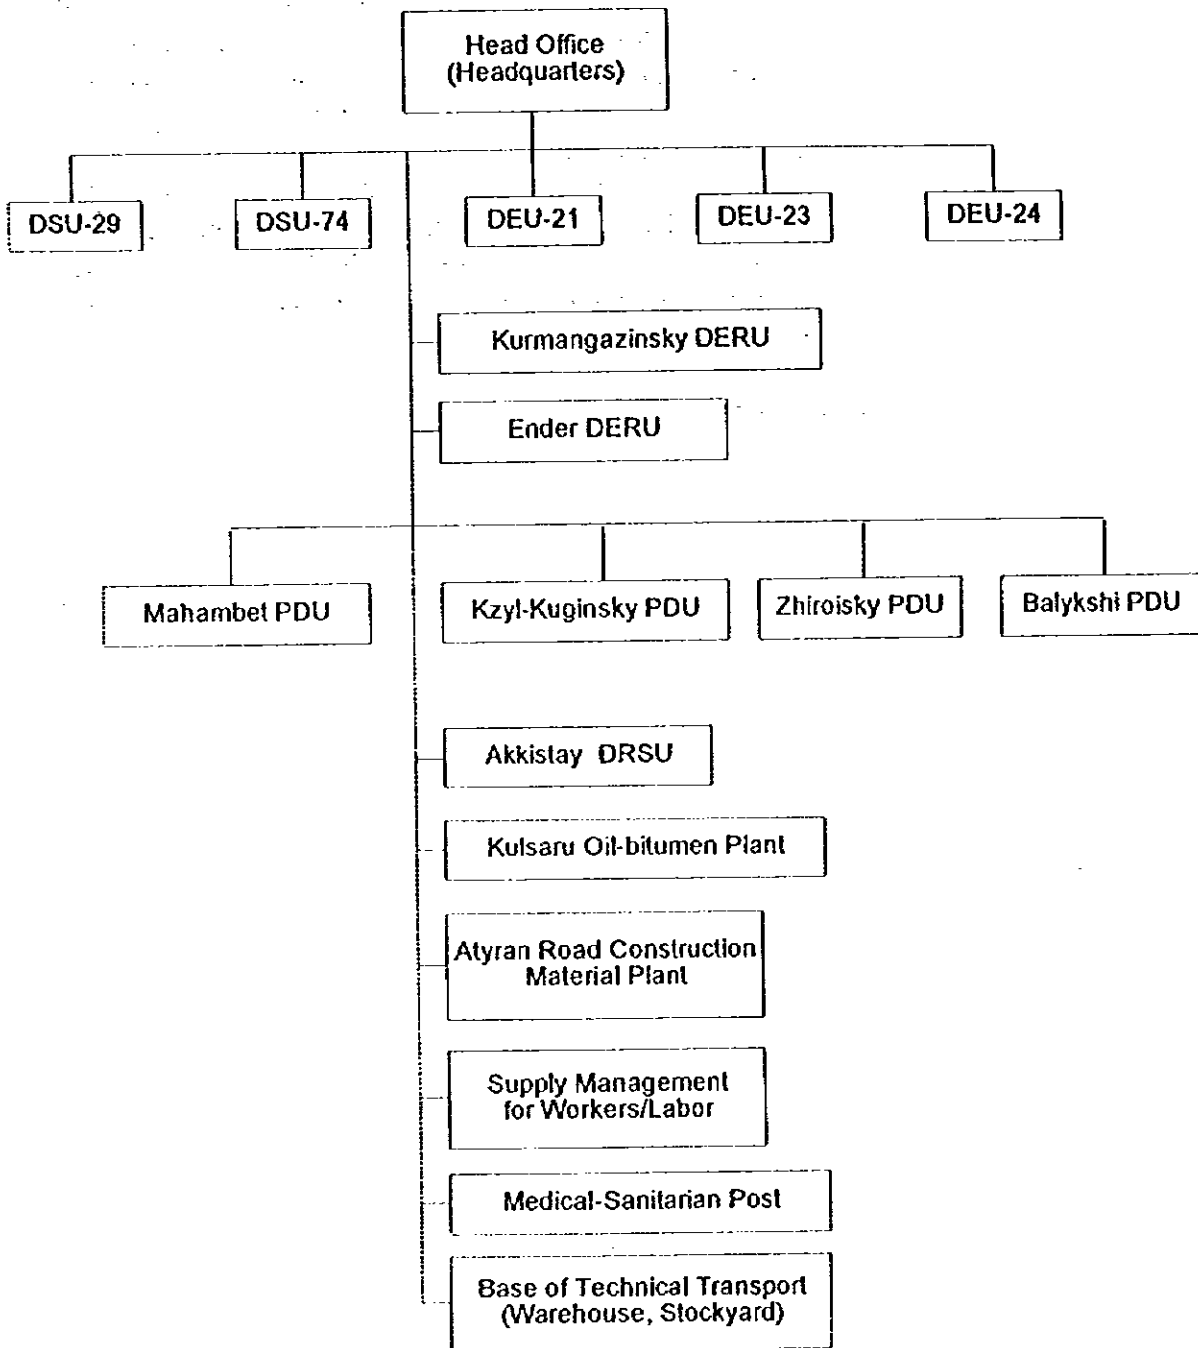 Head Office
(Headquarters)
DSU-29
DSU-74
DEU-21
DEU-23
DEU-24
Kurmangazinsky DERU
Ender DERU
Mahambet PDU
Kzyl-Kuginsky PDU
Zhiroisky PDU
Balykshi PDU
Akkistay DRSU
Kulsaru Oil-bitumen Plant
Atyran Road Construction
Material Plant
Supply Management
for Workers/Labor
Medical-Sanitarian Post
Base of Technical Transport
(Warehouse, Stockyard)